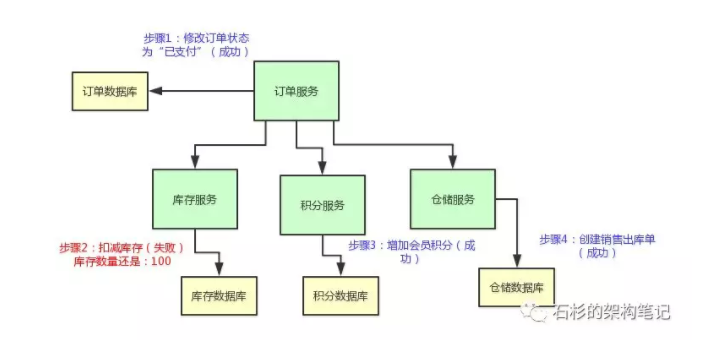 步骤1：修改订单状态
为“已支付”（成功）
订单数据库
订单服务
库存服务
积分服务
仓储服务
步骤2：扣减库存（失败）
库存数量还是：100
步骤3：增加会员积分（成
功）
步骤4：创建销售出库单
（成功）
库存数据库
积分数据库
仓储数据库
石杉的架构笔记